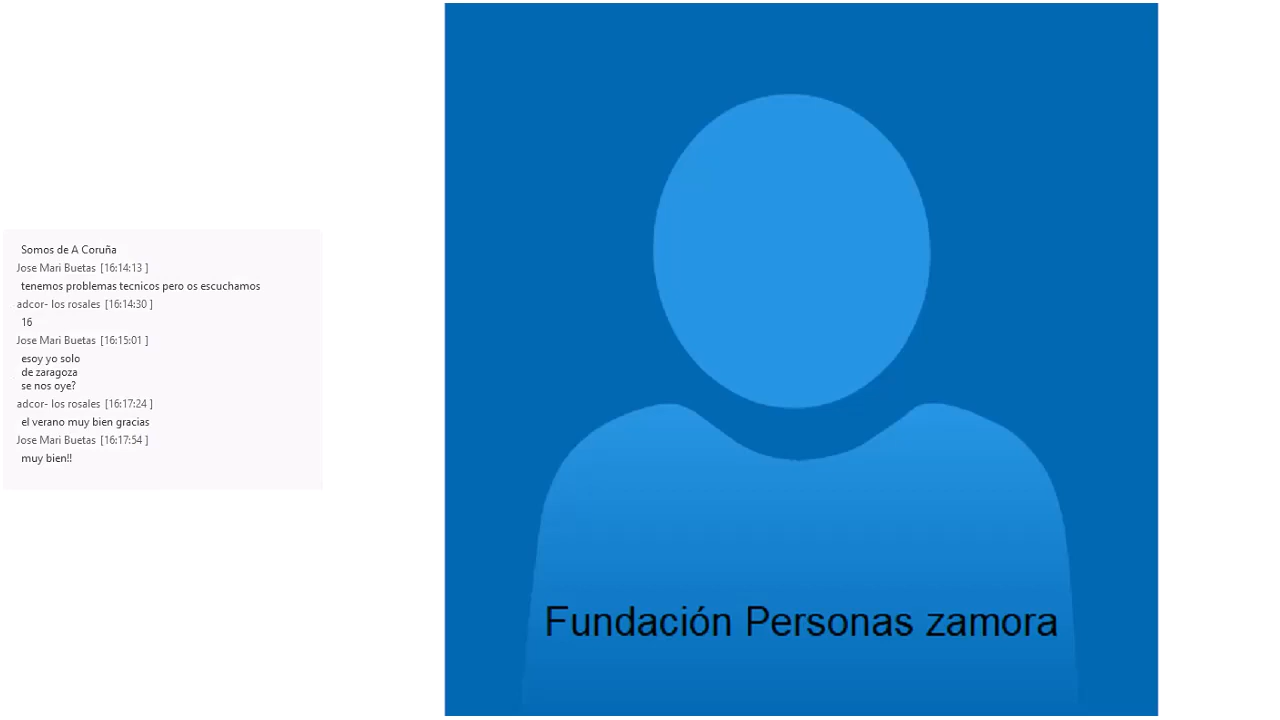 Somos de A Coruña
Jose Mari Buetas [16:14:13 ]
tenemos problemas tecnicos pero os escuchamos
adcor- los rosales [16:14:30 ]
16
Jose Mari Buetas [16:15:01 ]
esoy yo solo
de zaragoza
se nos oye?
adcor- los rosales [16:17:24 ]
el verano muy bien gracias
Jose Mari Buetas [16:17:54 ]
muy bien!!
Fundación Personas zamora